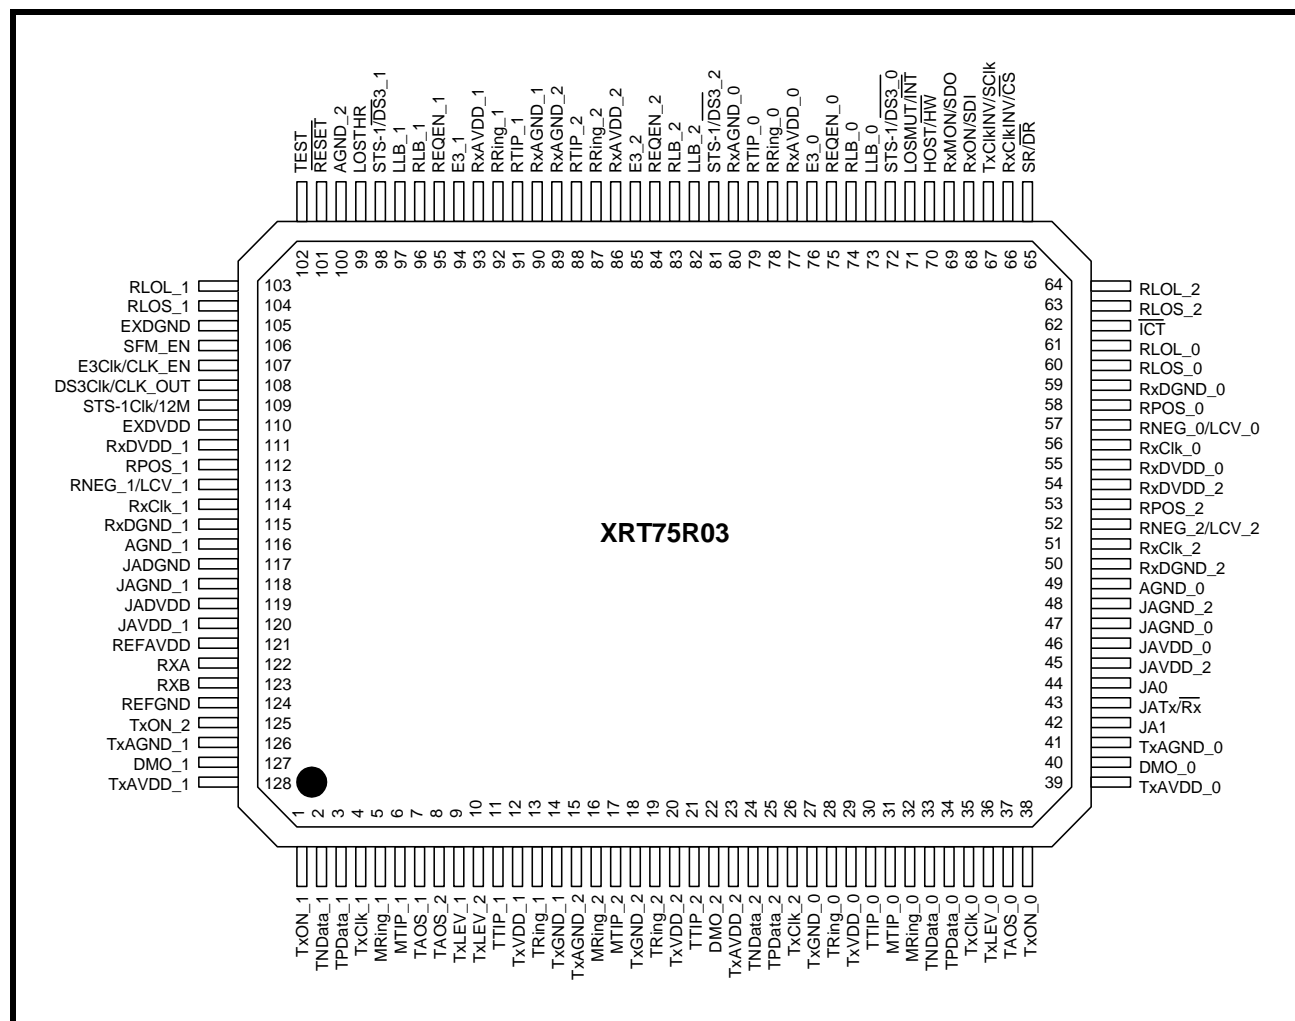 TEST
RESET
AGND_2
LOSTHR
STS-1/DS3_1
LLB_1
RLB_1
REQEN_1
E3_1
RxAVDD_1
RRing_1
RTIP_1
RxAGND_1
RxAGND_2
RTIP_2
RRing_2
RxAVDD_2
E3_2
REQEN_2
RLB_2
LLB_2
STS-1/DS3_2
RxAGND_0
RTIP_0
RRing_0
RxAVDD_0
E3_0
REQEN_0
RLB_0
LLB_0
STS-1/DS3_0
LOSMUT/INT
HOST/HW
RxMON/SDO
RxON/SDI
TxClkINV/SClk
RxClkINV/CS
SR/DR
102
101
100
99
98
97
96
95
94
93
92
91
90
89
88
87
86
85
84
83
82
81
80
79
78
77
76
75
74
73
72
71
70
69
68
67
66
65
RLOL_1 103
RLOS_1 104
EXDGND 105
SFM_EN 106
E3Clk/CLK_EN 107
DS3Clk/CLK_OUT 108
STS-1Clk/12M 109
EXDVDD 110
RxDVDD_1 111
RPOS_1 112
RNEG_1/LCV_1 113
RxClk_1 114
RxDGND_1 115
AGND_1 116
JADGND 117
JAGND_1 118
JADVDD 119
JAVDD_1 120
REFAVDD 121
RXA 122
RXB 123
REFGND 124
TxON_2 125
TxAGND_1 126
DMO_1 127
TxAVDD_1 128
XRT75R03
64 RLOL_2
63 RLOS_2
62 ICT
61 RLOL_0
60 RLOS_0
59 RxDGND_0
58 RPOS_0
57 RNEG_0/LCV_0
56 RxClk_0
55 RxDVDD_0
54 RxDVDD_2
53 RPOS_2
52 RNEG_2/LCV_2
51 RxClk_2
50 RxDGND_2
49 AGND_0
48 JAGND_2
47 JAGND_0
46 JAVDD_0
45 JAVDD_2
44 JA0
43 JATx/Rx
42 JA1
41 TxAGND_0
40 DMO_0
39 TxAVDD_0
1
2
3
4
5
6
7
8
9
10
11
12
13
14
15
16
17
18
19
20
21
22
23
24
25
26
27
28
29
30
31
32
33
34
35
36
37
38
TxON_1
TNData_1
TPData_1
TxClk_1
MRing_1
MTIP_1
TAOS_1
TAOS_2
TxLEV_1
TxLEV_2
TTIP_1
TxVDD_1
TRing_1
TxGND_1
TxAGND_2
MRing_2
MTIP_2
TxGND_2
TRing_2
TxVDD_2
TTIP_2
DMO_2
TxAVDD_2
TNData_2
TPData_2
TxClk_2
TxGND_0
TRing_0
TxVDD_0
TTIP_0
MTIP_0
MRing_0
TNData_0
TPData_0
TxClk_0
TxLEV_0
TAOS_0
TxON_0